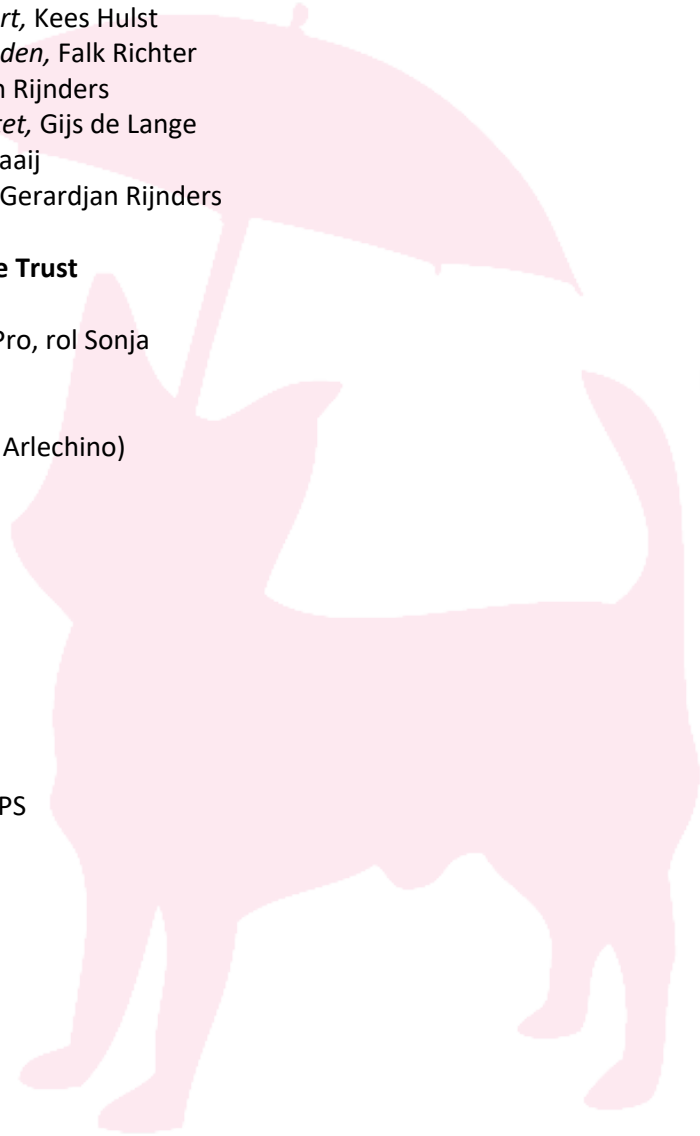 rt, Kees Hulst
den, Falk Richter
n Rijnders
tet, Gijs de Lange
aaij
Gerardjan Rijnders
e Trust
Pro, rol Sonja
Arlechino)
PS